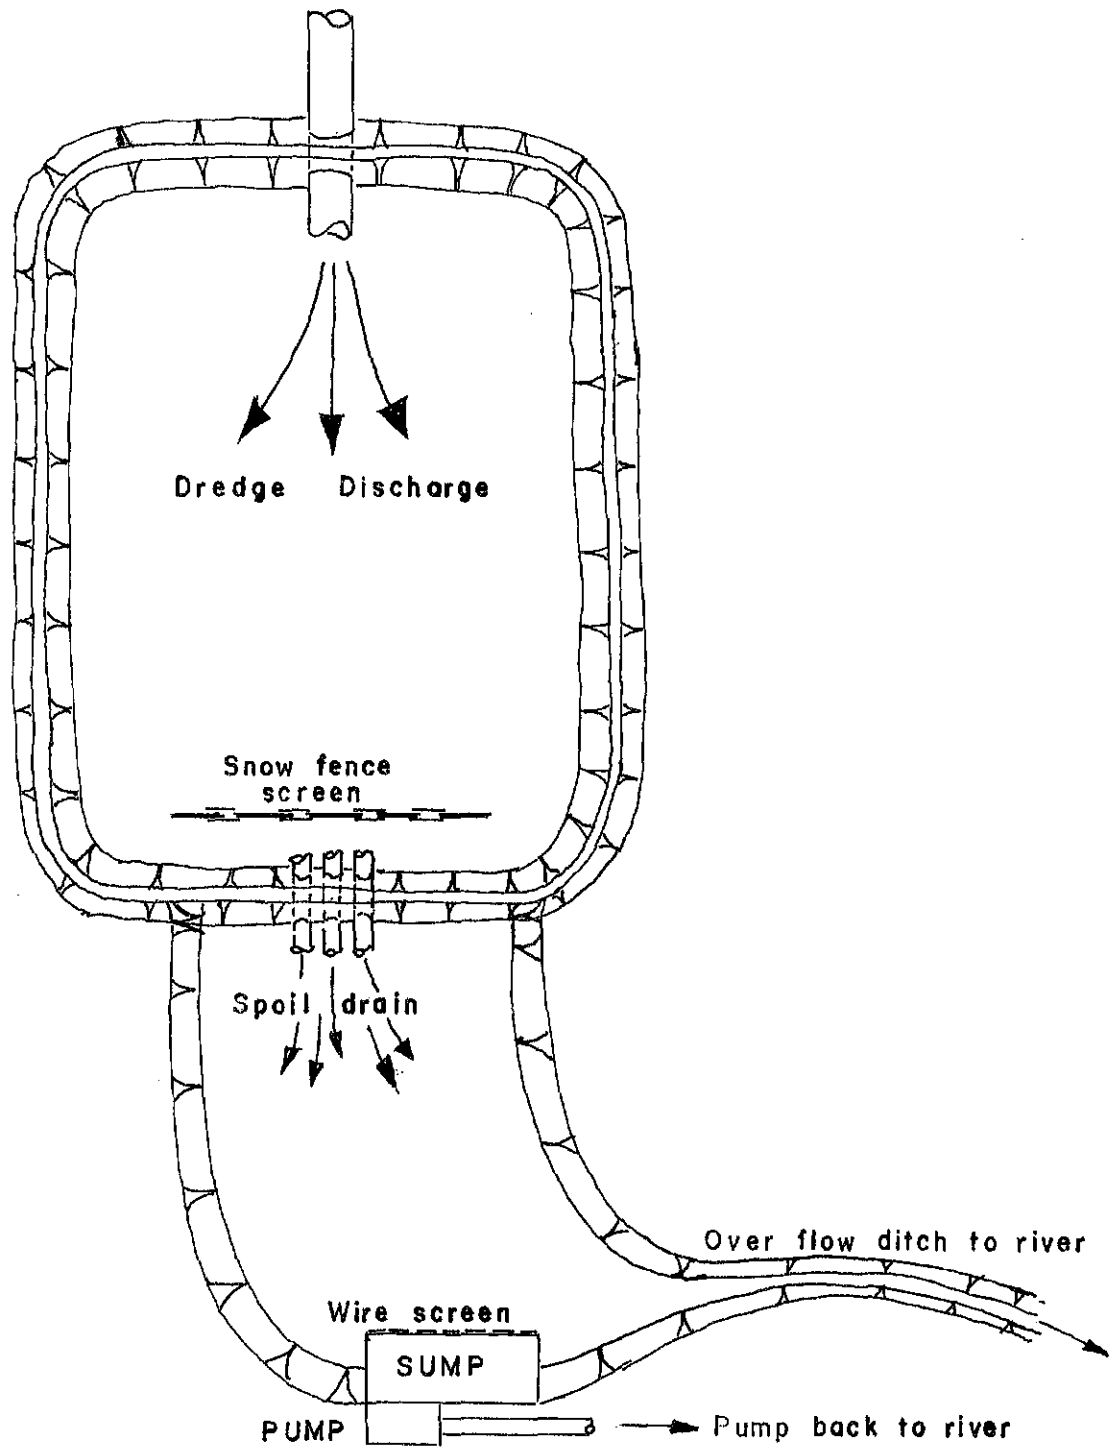 Dredge Discharge
Snow fence
screen
Spoil drain
Over flow ditch to river
Wire screen
SUMP
PUMP
Pump back to river